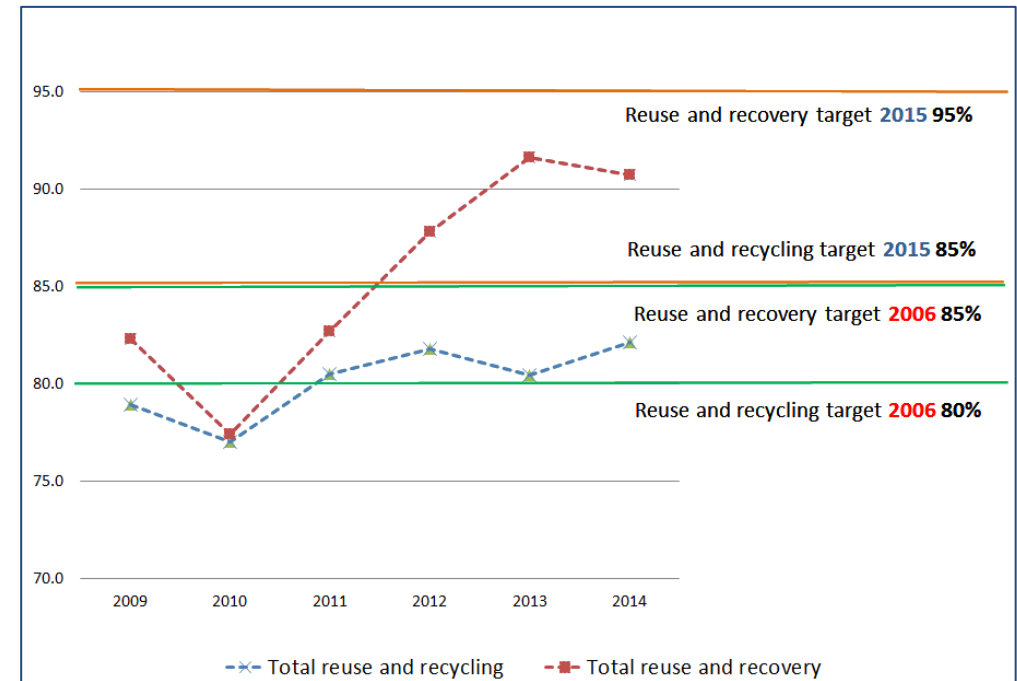 95.0
Reuse and recovery target 2015 95%
90.0
Reuse and recycling target 2015 85%
85.0
Reuse and recovery target 2006 85%
80.0
Reuse and recycling target 2006 80%
75.0
70.0
2009 2010 2011 2012 2013 2014
Total reuse and recycling Total reuse and recovery